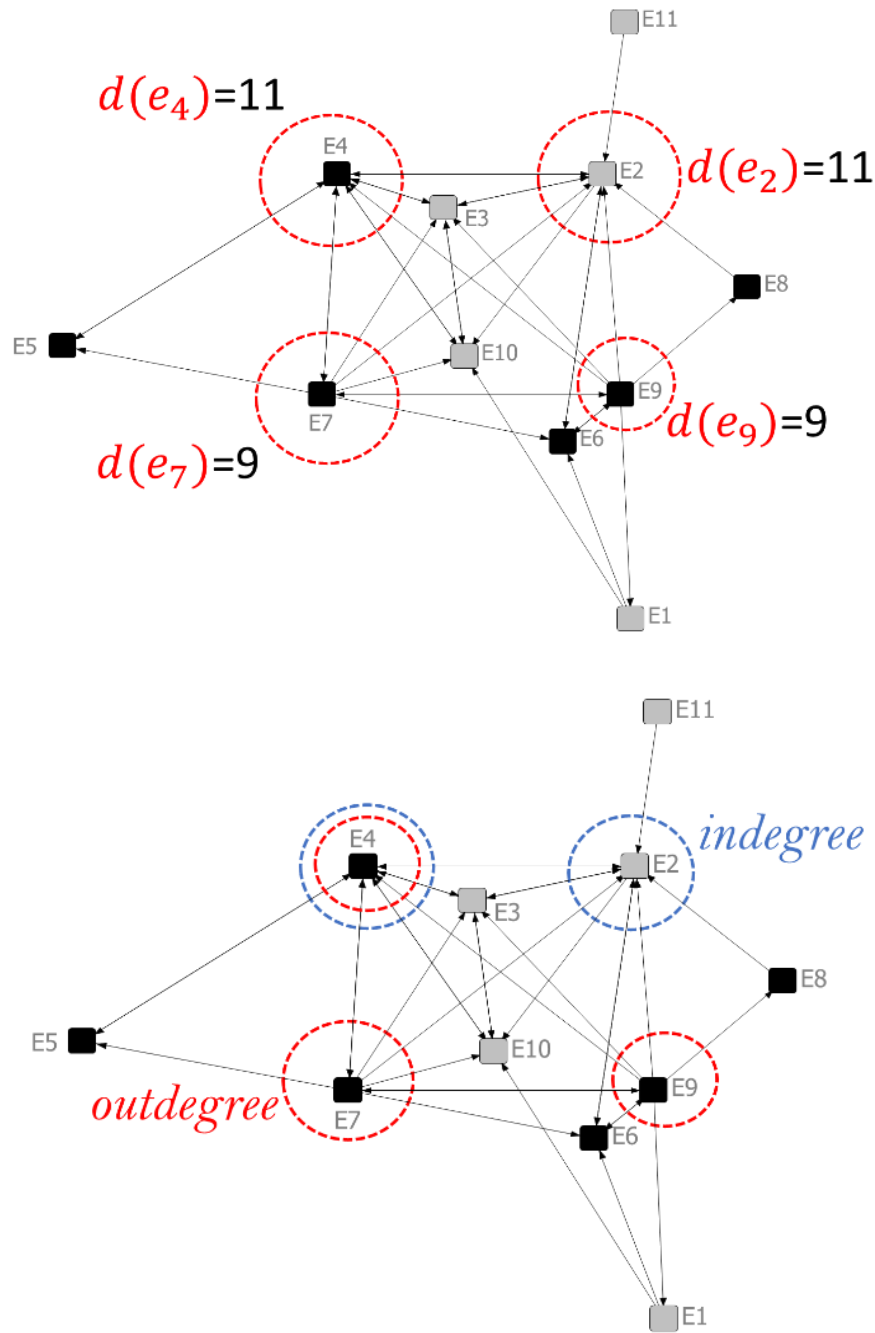 E11
d(e₄)=11
E4
E2
d(e₂)=11
E3
E8
E5
E10
E7
E9
E6
d(e₉)=9
d(e₇)=9
E1
E11
E4
E2
indegree
E3
E8
E5
E10
E9
outdegree
E7
E6
E1